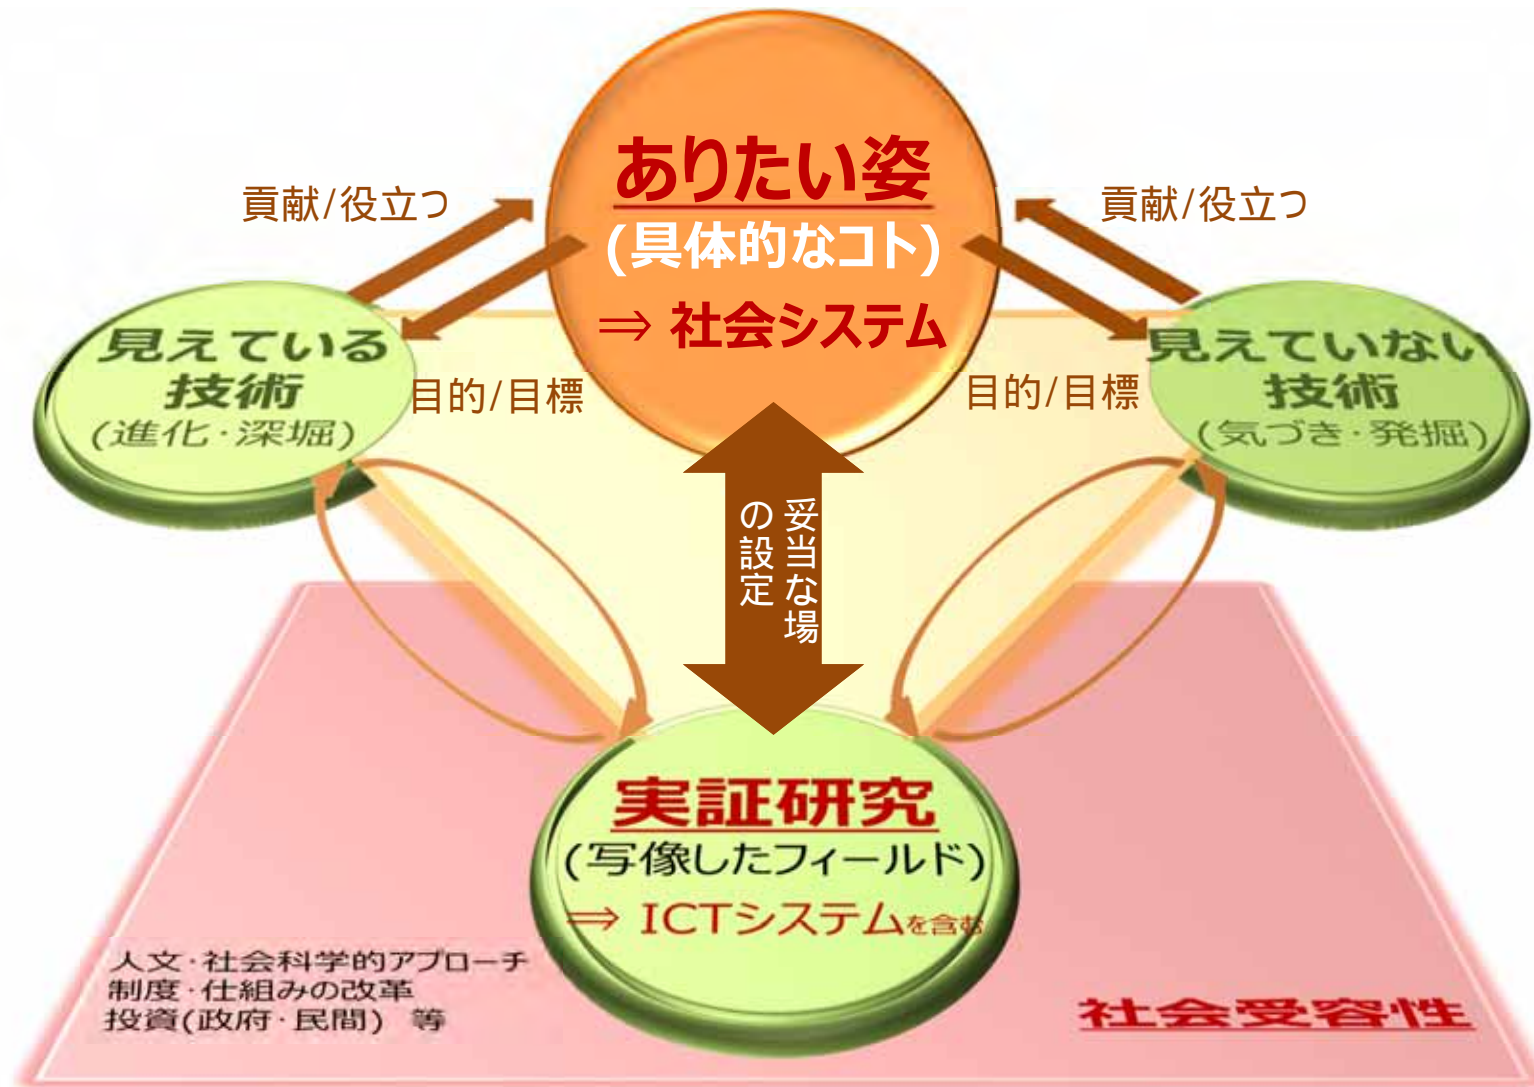 ありたい姿
(具体的なコト)
⇒ 社会システム
貢献/役立つ
貢献/役立つ
見えている
技術
(進化・深堀)
目的/目標
目的/目標
見えていない
技術
(気づき・発掘)
妥当な場
の設定
実証研究
(写像したフィールド)
⇒ ICTシステムを含む
人文・社会科学的アプローチ
制度・仕組みの改革
投資(政府・民間) 等
社会受容性